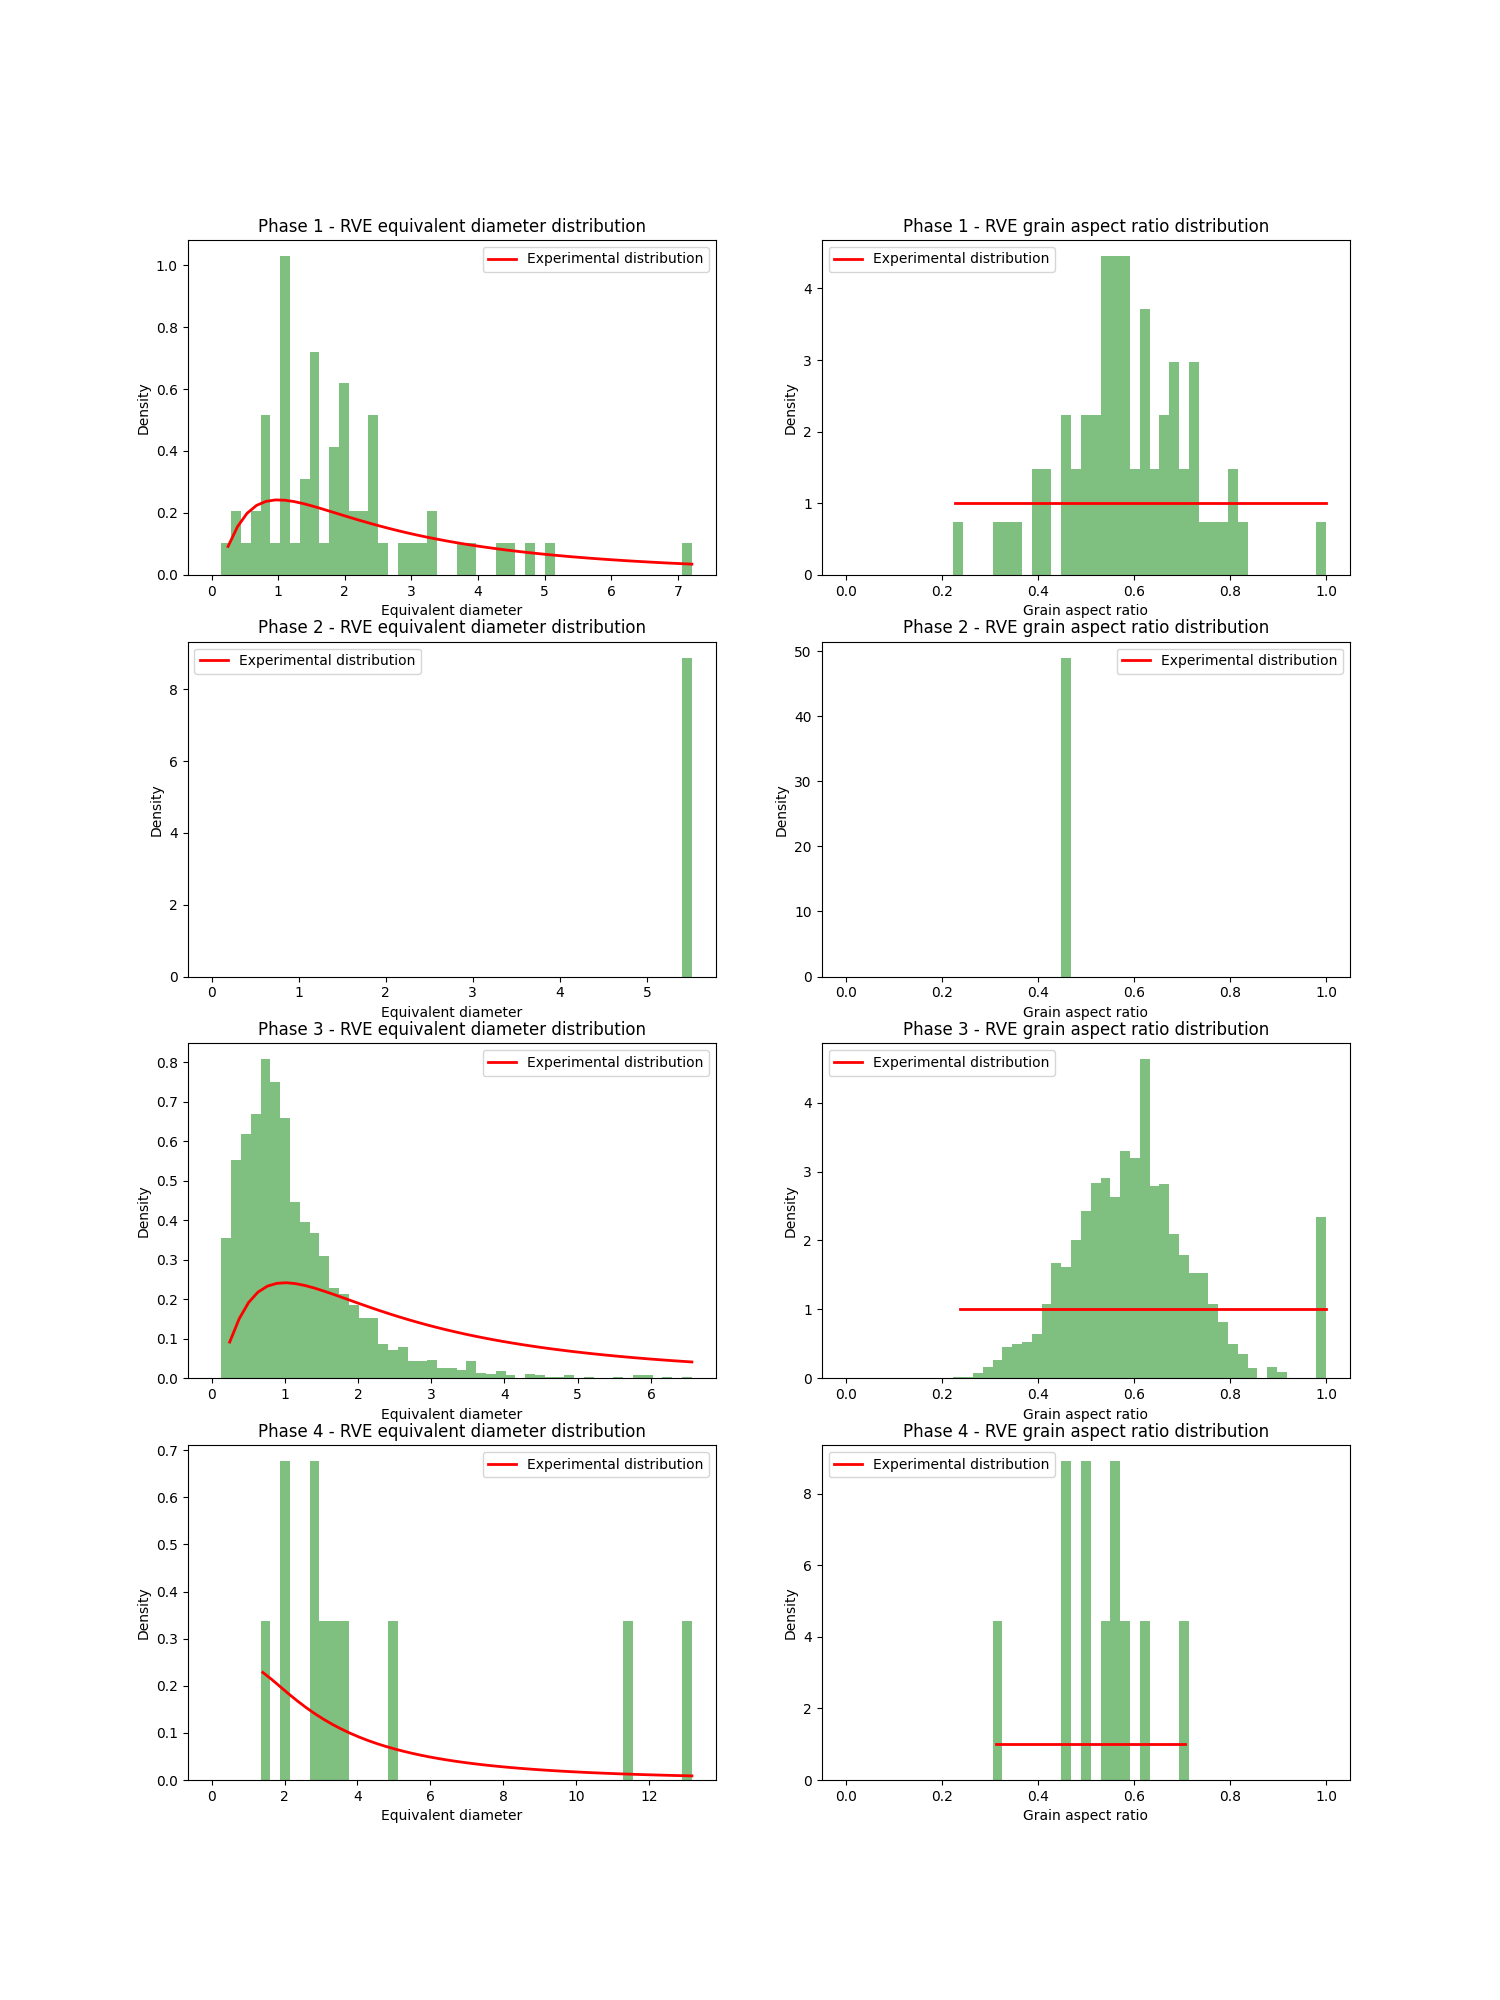 Phase 1 - RVE equivalent diameter distribution
Experimental distribution
1.0
0.8
0.6
0.4
0.2
0.0
Density
0 1 2 3 4 5 6 7
Equivalent diameter
Phase 1 - RVE grain aspect ratio distribution
Experimental distribution
4
3
2
1
0
Density
0.0 0.2 0.4 0.6 0.8 1.0
Grain aspect ratio
Phase 2 - RVE equivalent diameter distribution
Experimental distribution
8
6
4
2
0
Density
0 1 2 3 4 5
Equivalent diameter
Phase 2 - RVE grain aspect ratio distribution
Experimental distribution
50
40
30
20
10
0
Density
0.0 0.2 0.4 0.6 0.8 1.0
Grain aspect ratio
Phase 3 - RVE equivalent diameter distribution
Experimental distribution
0.8
0.7
0.6
0.5
0.4
0.3
0.2
0.1
0.0
Density
0 1 2 3 4 5 6
Equivalent diameter
Phase 3 - RVE grain aspect ratio distribution
Experimental distribution
4
3
2
1
0
Density
0.0 0.2 0.4 0.6 0.8 1.0
Grain aspect ratio
Phase 4 - RVE equivalent diameter distribution
Experimental distribution
0.7
0.6
0.5
0.4
0.3
0.2
0.1
0.0
Density
0 2 4 6 8 10 12
Equivalent diameter
Phase 4 - RVE grain aspect ratio distribution
Experimental distribution
8
6
4
2
0
Density
0.0 0.2 0.4 0.6 0.8 1.0
Grain aspect ratio